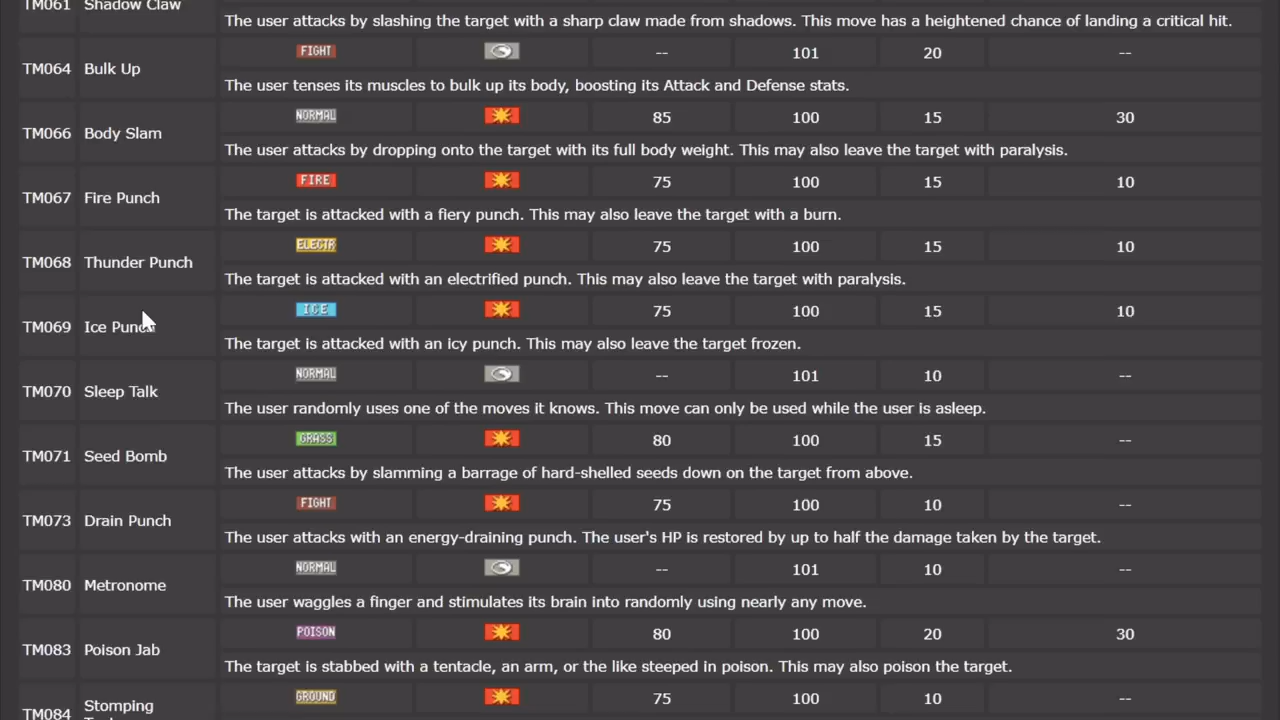 TM061 Shadow Claw
The user attacks by slashing the target with a sharp claw made from shadows. This move has a heightened chance of landing a critical hit.
TM064 Bulk Up FIGHT -- 101 20 --
The user tenses its muscles to bulk up its body, boosting its Attack and Defense stats.
TM066 Body Slam NORMAL 85 100 15 30
The user attacks by dropping onto the target with its full body weight. This may also leave the target with paralysis.
TM067 Fire Punch FIRE 75 100 15 10
The target is attacked with a fiery punch. This may also leave the target with a burn.
TM068 Thunder Punch ELECTR 75 100 15 10
The target is attacked with an electrified punch. This may also leave the target with paralysis.
TM069 Ice Punch ICE 75 100 15 10
The target is attacked with an icy punch. This may also leave the target frozen.
TM070 Sleep Talk NORMAL -- 101 10 --
The user randomly uses one of the moves it knows. This move can only be used while the user is asleep.
TM071 Seed Bomb GRASS 80 100 15 --
The user attacks by slamming a barrage of hard-shelled seeds down on the target from above.
TM073 Drain Punch FIGHT 75 100 10 --
The user attacks with an energy-draining punch. The user's HP is restored by up to half the damage taken by the target.
TM080 Metronome NORMAL -- 101 10 --
The user waggles a finger and stimulates its brain into randomly using nearly any move.
TM083 Poison Jab POISON 80 100 20 30
The target is stabbed with a tentacle, an arm, or the like steeped in poison. This may also poison the target.
TM084 Stomping GROUND 75 100 10 --